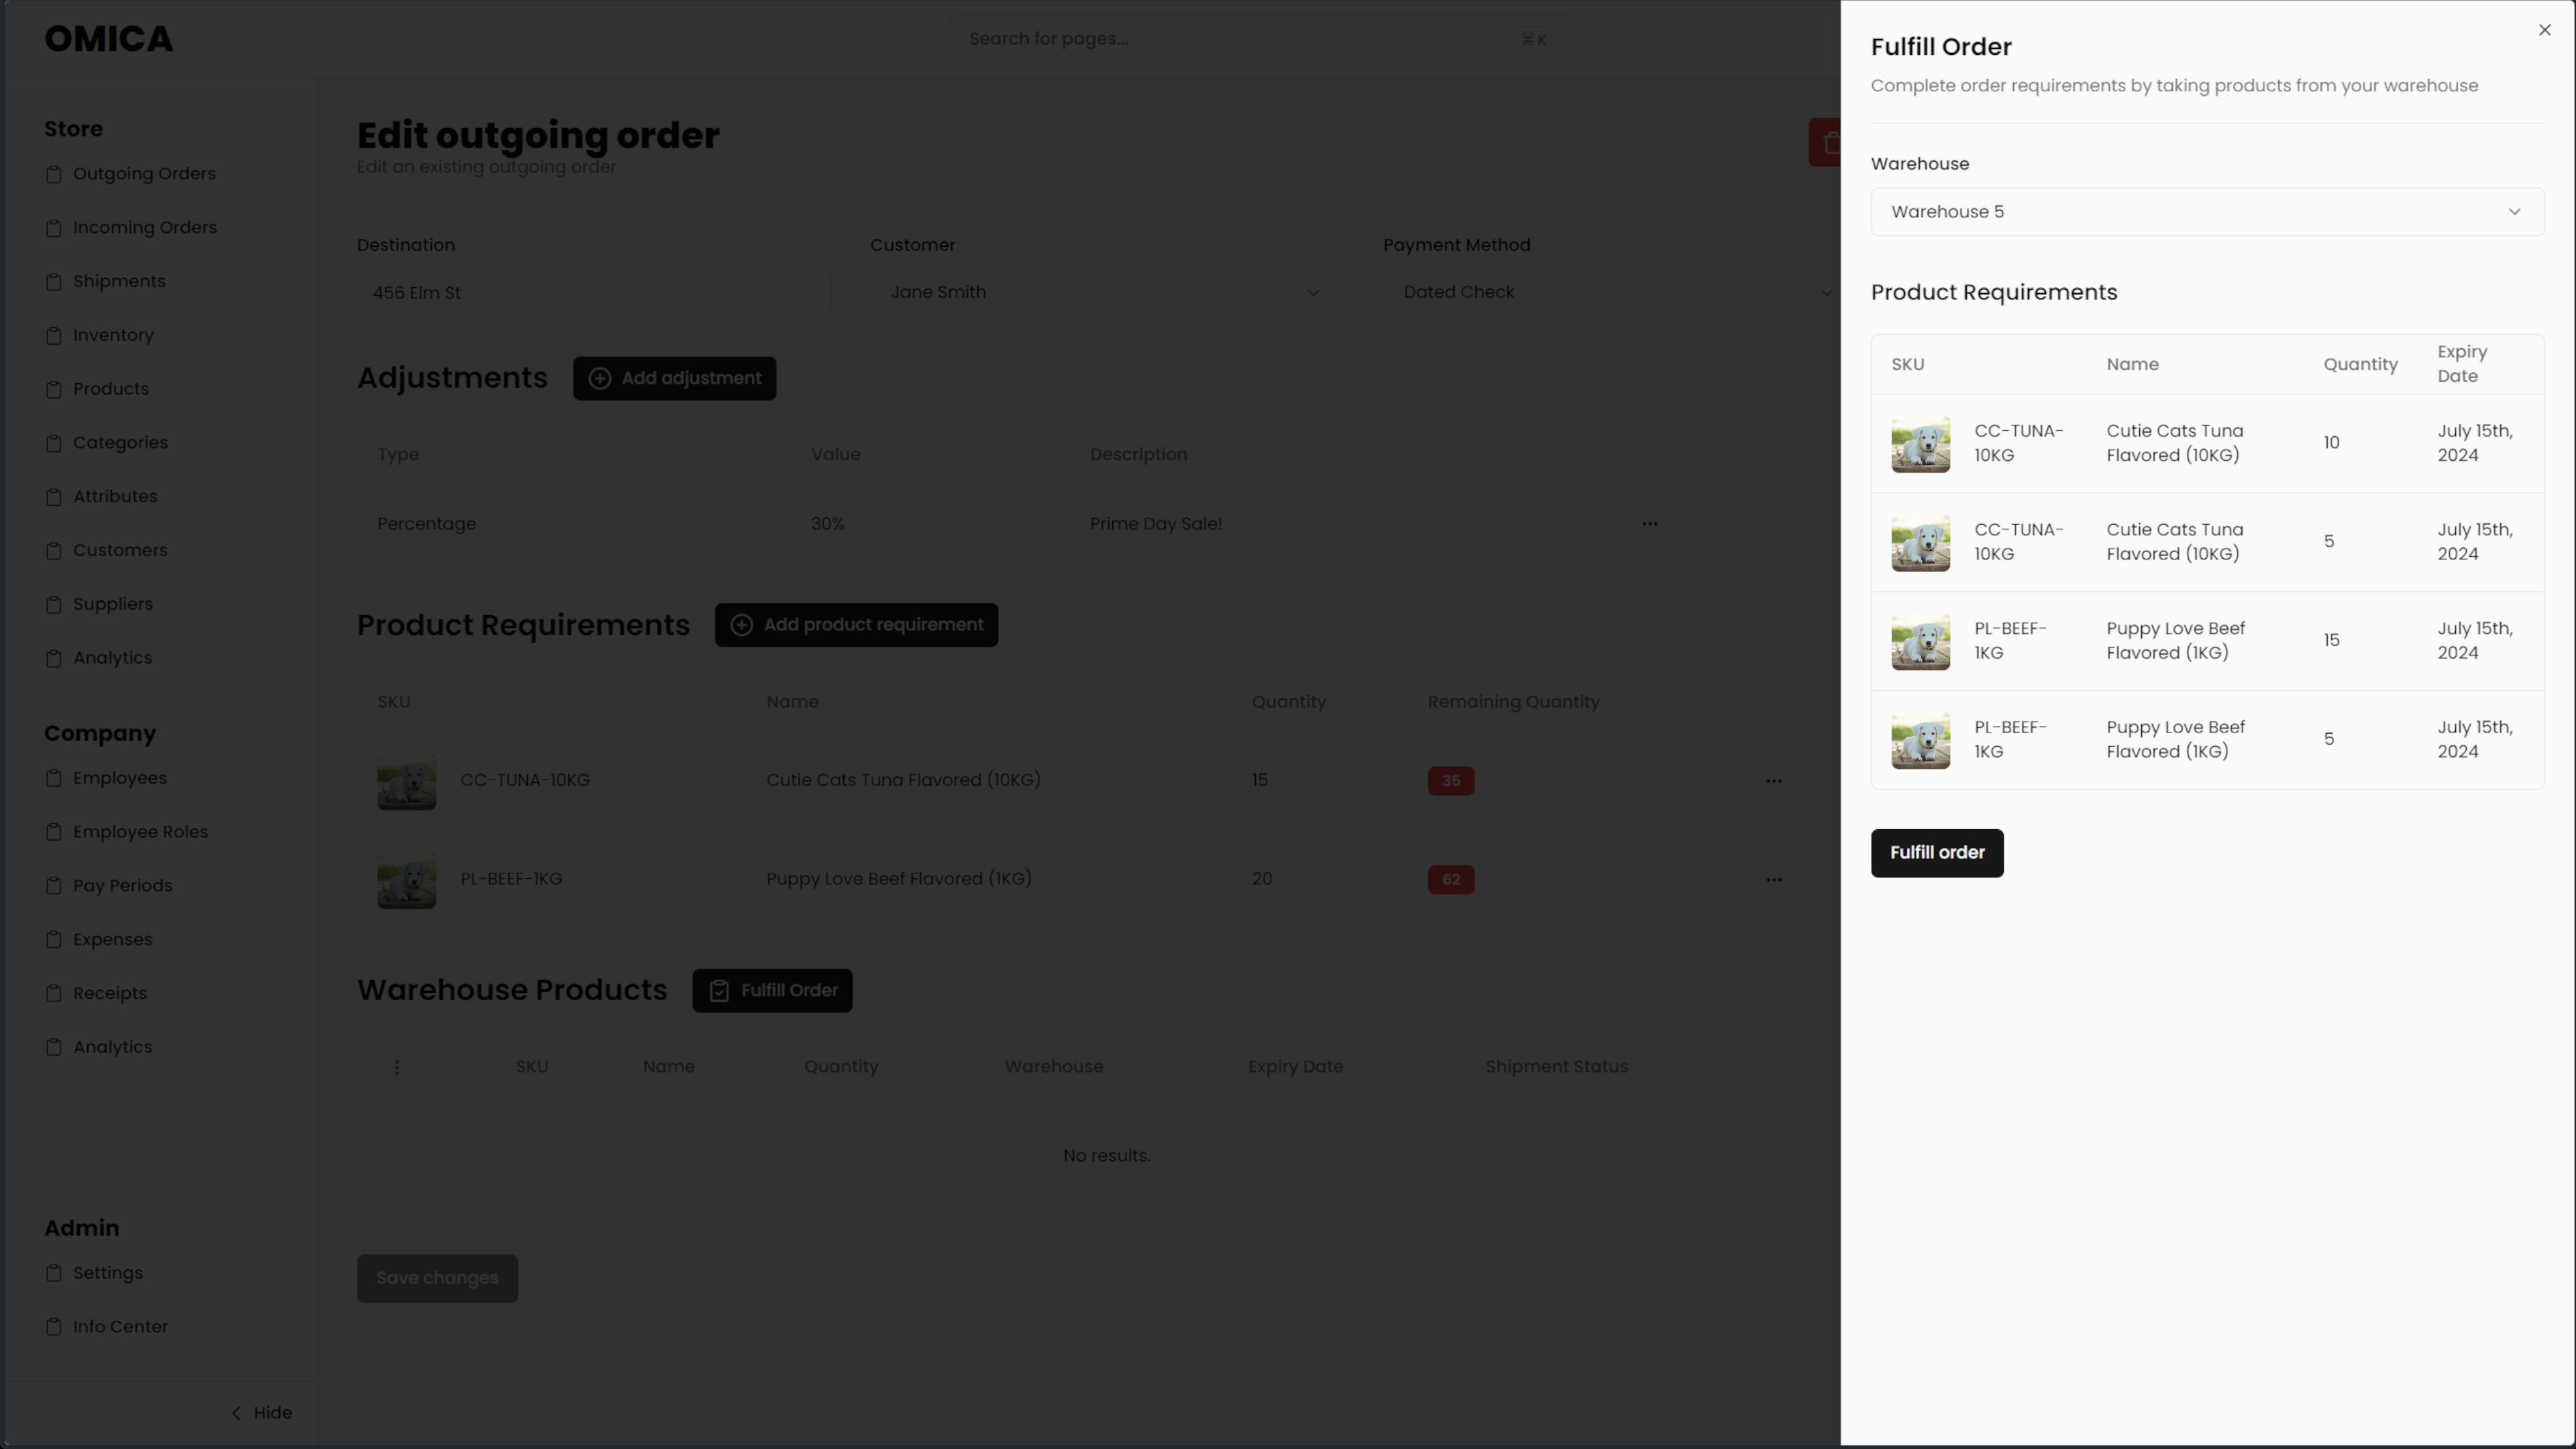 OMICA
Search for pages...
⌘ K
Store
Outgoing Orders
Incoming Orders
Shipments
Inventory
Products
Categories
Attributes
Customers
Suppliers
Analytics
Company
Employees
Employee Roles
Pay Periods
Expenses
Receipts
Analytics
Admin
Settings
Info Center
Hide
Edit outgoing order
Edit an existing outgoing order
Destination Customer Payment Method
456 Elm St Jane Smith Dated Check
Adjustments Add adjustment
Type Value Description
Percentage 30% Prime Day Sale!
Product Requirements Add product requirement
SKU Name Quantity Remaining Quantity
CC-TUNA-10KG Cutie Cats Tuna Flavored (10KG) 15 35
PL-BEEF-1KG Puppy Love Beef Flavored (1KG) 20 62
Warehouse Products Fulfill Order
SKU Name Quantity Warehouse Expiry Date Shipment Status
No results.
Save changes
Fulfill Order
Complete order requirements by taking products from your warehouse
Warehouse
Warehouse 5
Product Requirements
SKU Name Quantity Expiry
Date
CC-TUNA- Cutie Cats Tuna 10 July 15th,
10KG Flavored (10KG) 2024
CC-TUNA- Cutie Cats Tuna 5 July 15th,
10KG Flavored (10KG) 2024
PL-BEEF- Puppy Love Beef 15 July 15th,
1KG Flavored (1KG) 2024
PL-BEEF- Puppy Love Beef 5 July 15th,
1KG Flavored (1KG) 2024
Fulfill order